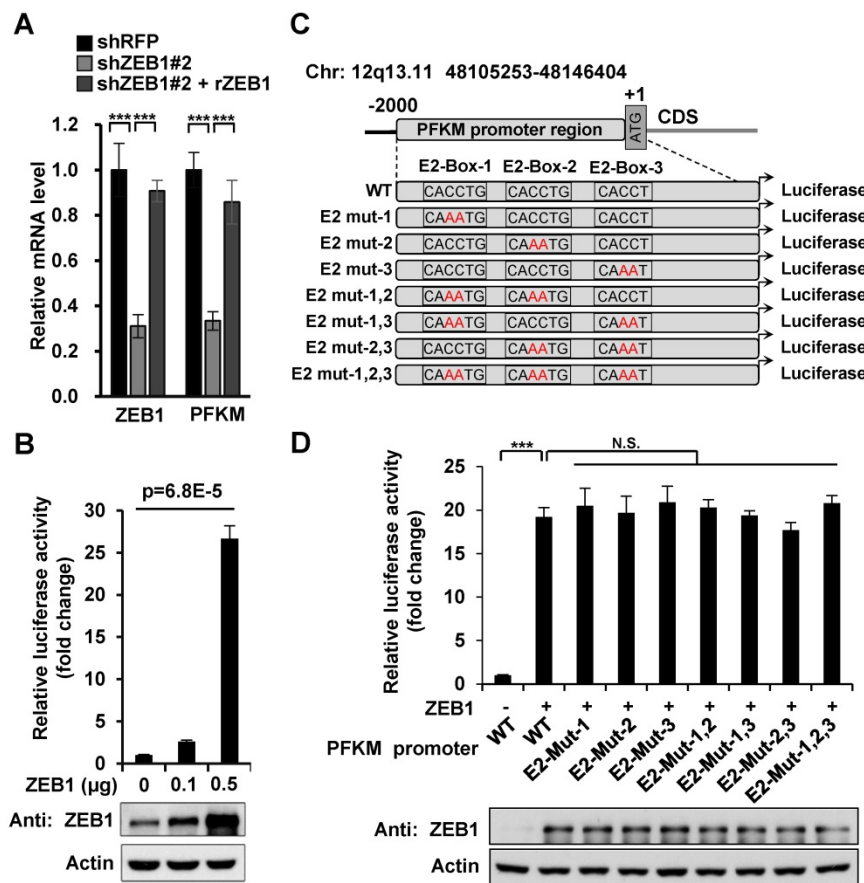 A
shRFP
shZEB1#2
shZEB1#2 + rZEB1
*** *** *** ***
1.2
1.0
0.8
0.6
0.4
0.2
0.0
Relative mRNA level
ZEB1 PFKM
B
p=6.8E-5
30
25
20
15
10
5
0
Relative luciferase activity
(fold change)
ZEB1 (µg) 0 0.1 0.5
Anti: ZEB1
Actin
C
Chr: 12q13.11 48105253-48146404
-2000 +1
PFKM promoter region ATG CDS
E2-Box-1 E2-Box-2 E2-Box-3
WT CACCTG CACCTG CACCT Luciferase
E2 mut-1 CAAATG CACCTG CACCT Luciferase
E2 mut-2 CACCTG CAAATG CACCT Luciferase
E2 mut-3 CACCTG CACCTG CAAAT Luciferase
E2 mut-1,2 CAAATG CAAATG CACCT Luciferase
E2 mut-1,3 CAAATG CACCTG CAAAT Luciferase
E2 mut-2,3 CACCTG CAAATG CAAAT Luciferase
E2 mut-1,2,3 CAAATG CAAATG CAAAT Luciferase
D
*** N.S.
25
20
15
10
5
0
Relative luciferase activity
(fold change)
- + + + + + + + + ZEB1
PFKM promoter WT WT E2-Mut-1 E2-Mut-2 E2-Mut-3 E2-Mut-1,2 E2-Mut-1,3 E2-Mut-2,3 E2-Mut-1,2,3
Anti: ZEB1
Actin